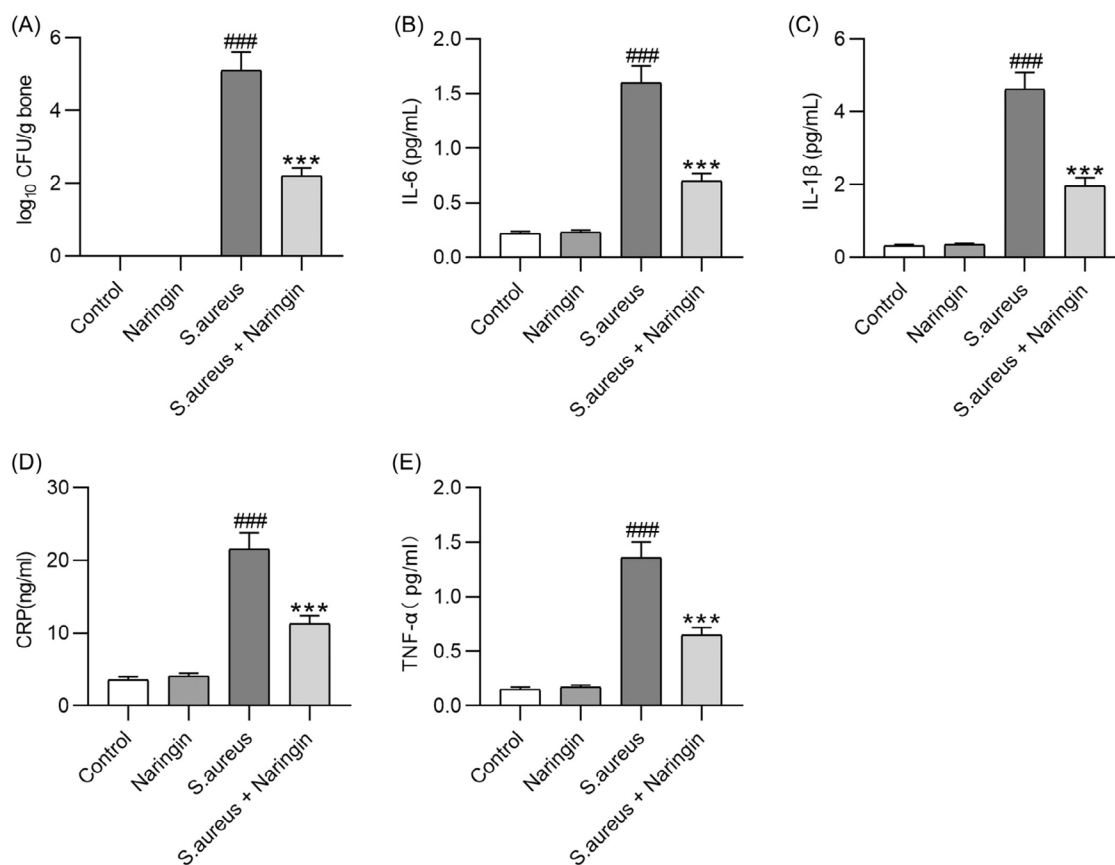 (A)
log₁₀ CFU/g bone
6
4
2
0
###
***
Control
Naringin
S.aureus
S.aureus + Naringin
(B)
IL-6 (pg/mL)
2.0
1.5
1.0
0.5
0.0
###
***
Control
Naringin
S.aureus
S.aureus + Naringin
(C)
IL-1β (pg/mL)
6
4
2
0
###
***
Control
Naringin
S.aureus
S.aureus + Naringin
(D)
CRP(ng/ml)
30
20
10
0
###
***
Control
Naringin
S.aureus
S.aureus + Naringin
(E)
TNF-α( pg/ml)
2.0
1.5
1.0
0.5
0.0
###
***
Control
Naringin
S.aureus
S.aureus + Naringin